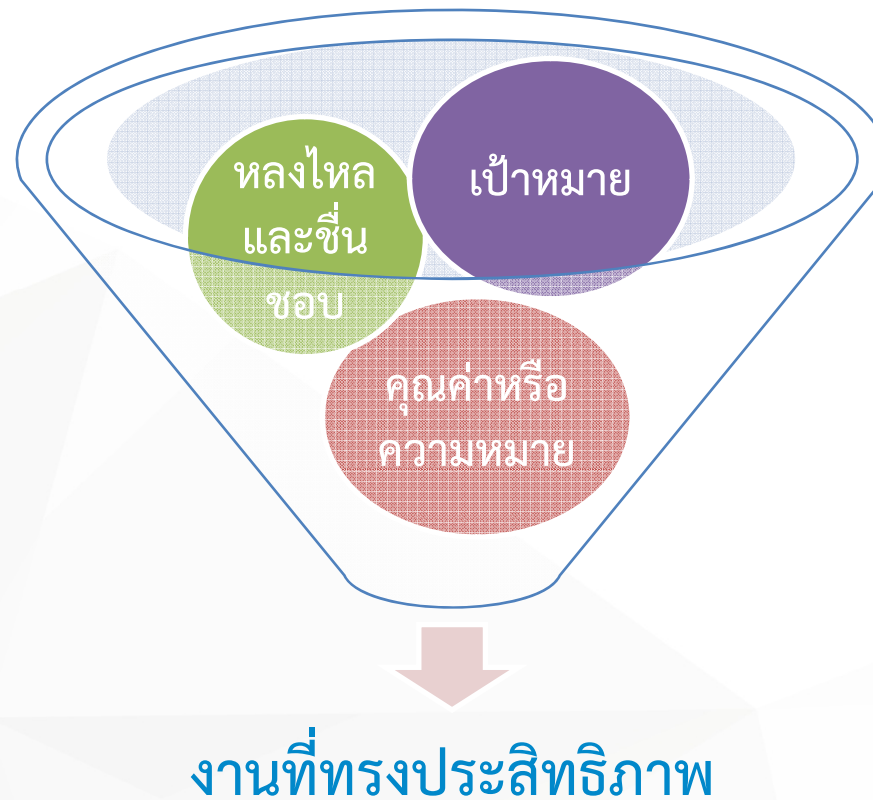 หลงไหล
และชื่น
ชอบ
เป้าหมาย
คุณค่าหรือ
ความหมาย
งานที่ทรงประสิทธิภาพ